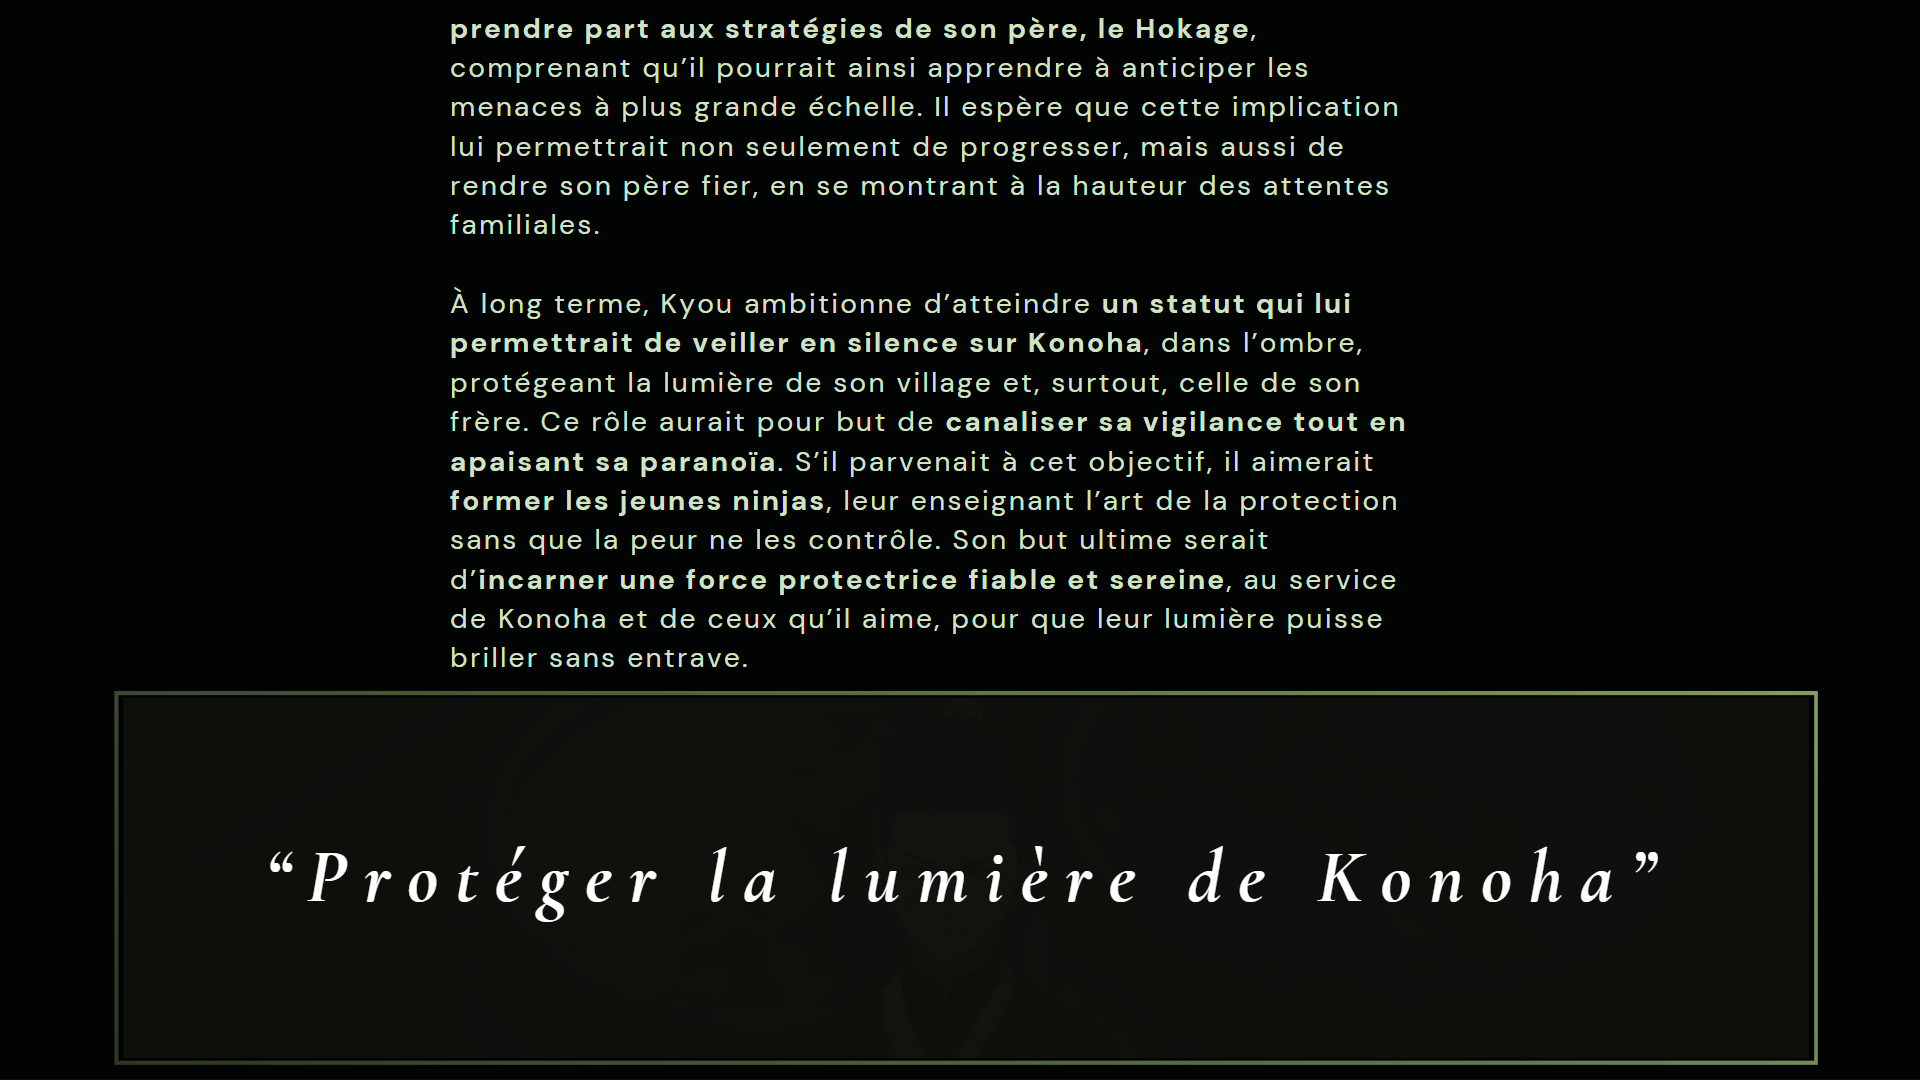 prendre part aux stratégies de son père, le Hokage,
comprenant qu’il pourrait ainsi apprendre à anticiper les
menaces à plus grande échelle. Il espère que cette implication
lui permettrait non seulement de progresser, mais aussi de
rendre son père fier, en se montrant à la hauteur des attentes
familiales.
À long terme, Kyou ambitionne d’atteindre un statut qui lui
permettrait de veiller en silence sur Konoha, dans l’ombre,
protégeant la lumière de son village et, surtout, celle de son
frère. Ce rôle aurait pour but de canaliser sa vigilance tout en
apaisant sa paranoïa. S’il parvenait à cet objectif, il aimerait
former les jeunes ninjas, leur enseignant l’art de la protection
sans que la peur ne les contrôle. Son but ultime serait
d’incarner une force protectrice fiable et sereine, au service
de Konoha et de ceux qu’il aime, pour que leur lumière puisse
briller sans entrave.
“Protéger la lumière de Konoha”